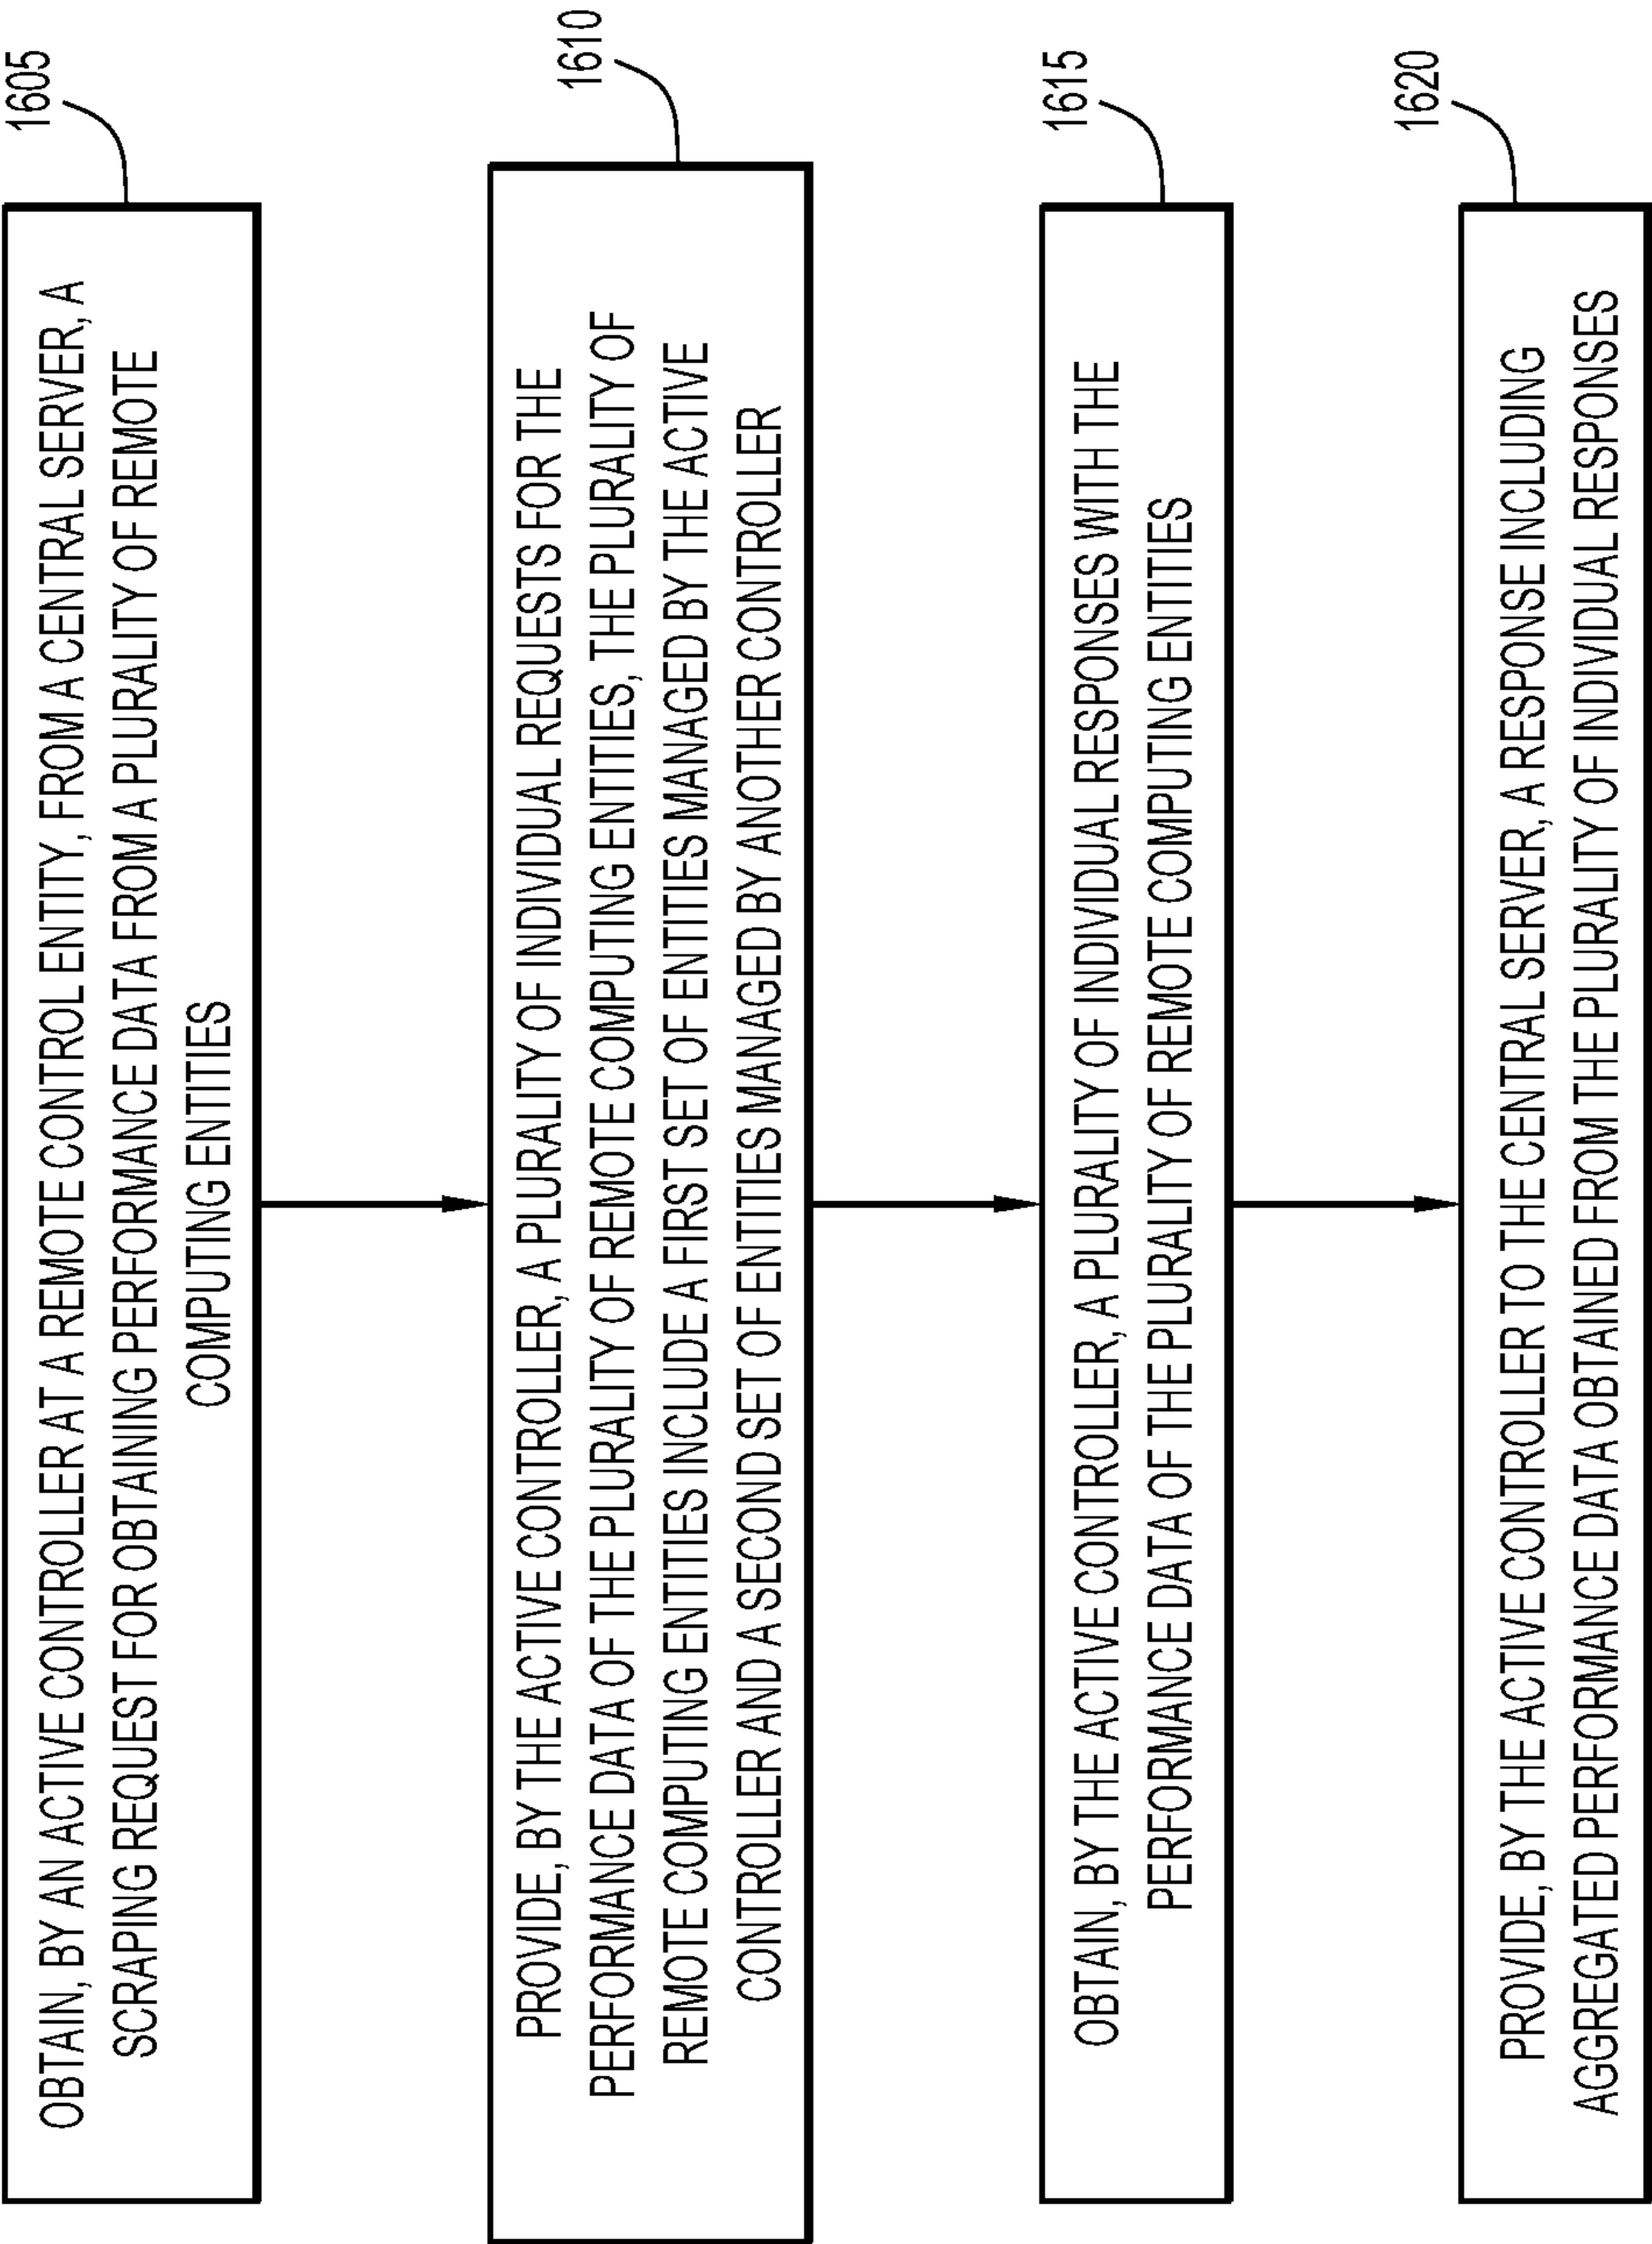 1605
OBTAIN, BY AN ACTIVE CONTROLLER AT A REMOTE CONTROL ENTITY, FROM A CENTRAL SERVER, A
SCRAPING REQUEST FOR OBTAINING PERFORMANCE DATA FROM A PLURALITY OF REMOTE
COMPUTING ENTITIES
1610
PROVIDE, BY THE ACTIVE CONTROLLER, A PLURALITY OF INDIVIDUAL REQUESTS FOR THE
PERFORMANCE DATA OF THE PLURALITY OF REMOTE COMPUTING ENTITIES, THE PLURALITY OF
REMOTE COMPUTING ENTITIES INCLUDE A FIRST SET OF ENTITIES MANAGED BY THE ACTIVE
CONTROLLER AND A SECOND SET OF ENTITIES MANAGED BY ANOTHER CONTROLLER
1615
OBTAIN, BY THE ACTIVE CONTROLLER, A PLURALITY OF INDIVIDUAL RESPONSES WITH THE
PERFORMANCE DATA OF THE PLURALITY OF REMOTE COMPUTING ENTITIES
1620
PROVIDE, BY THE ACTIVE CONTROLLER TO THE CENTRAL SERVER, A RESPONSE INCLUDING
AGGREGATED PERFORMANCE DATA OBTAINED FROM THE PLURALITY OF INDIVIDUAL RESPONSES